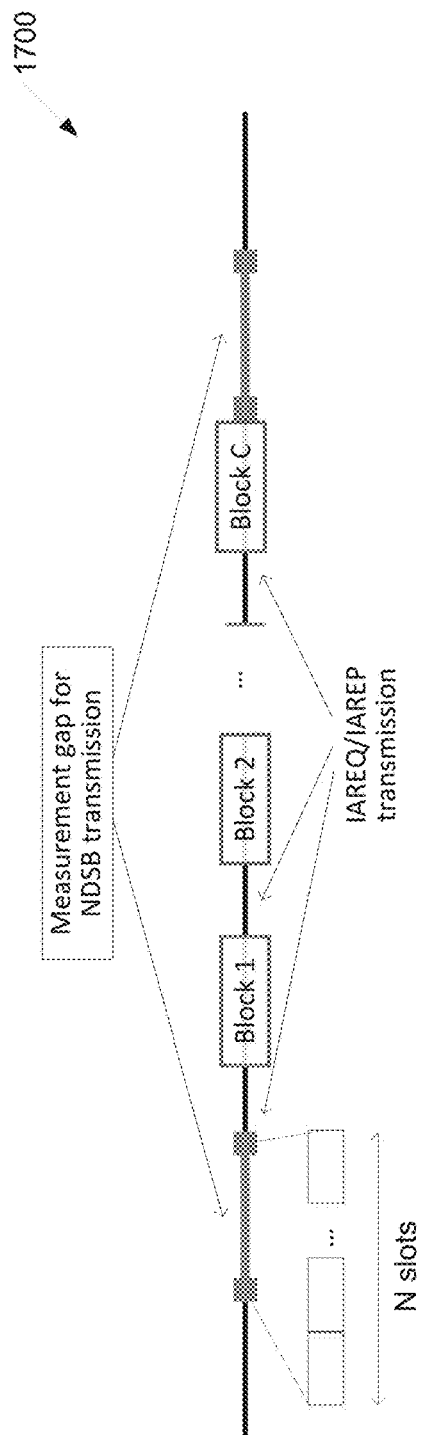 1700
Measurement gap for
NDSB transmission
Block 1
Block 2
...
Block C
...
N slots
IAREQ/IAREP
transmission